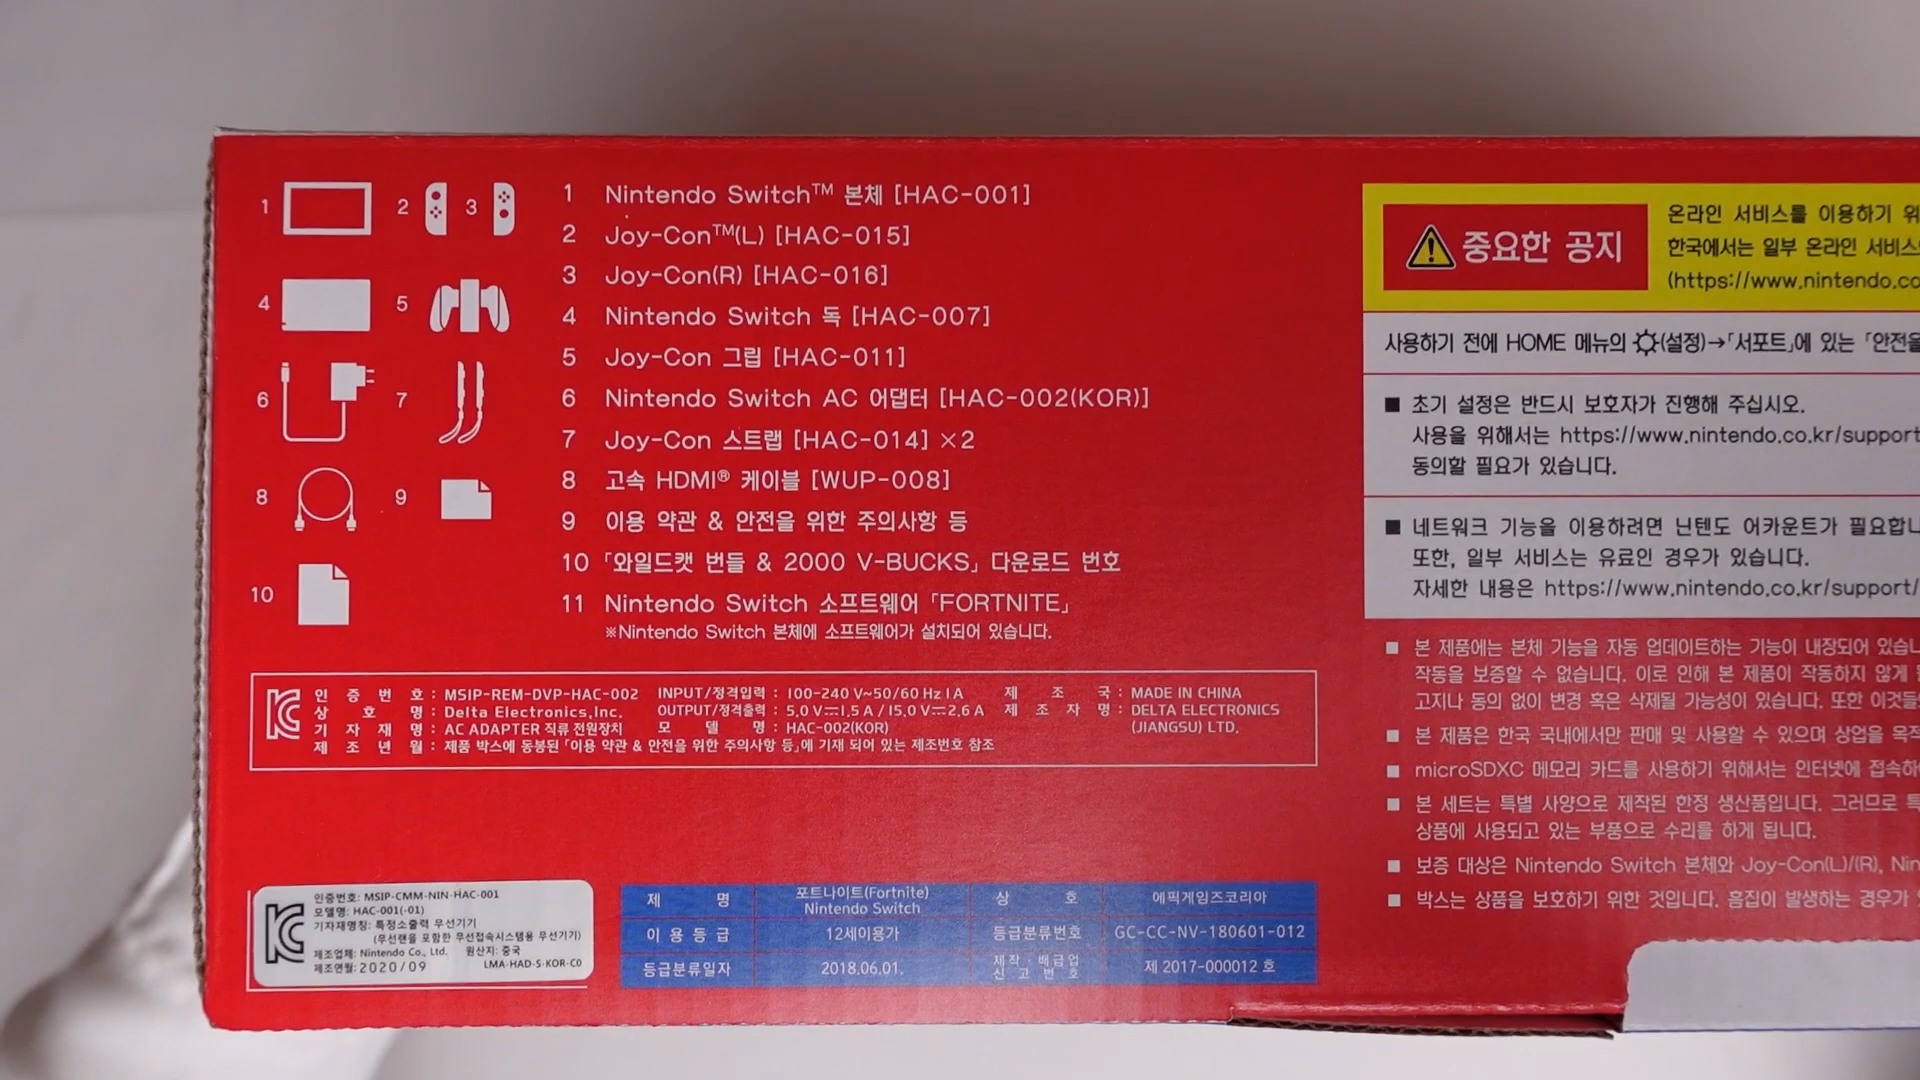 1
2
3
4
5
6
7
8
9
10
1 Nintendo Switch™ 본체 [HAC-001]
2 Joy-Con™(L) [HAC-015]
3 Joy-Con(R) [HAC-016]
4 Nintendo Switch 독 [HAC-007]
5 Joy-Con 그립 [HAC-011]
6 Nintendo Switch AC 어댑터 [HAC-002(KOR)]
7 Joy-Con 스트랩 [HAC-014] ×2
8 고속 HDMI® 케이블 [WUP-008]
9 이용 약관 & 안전을 위한 주의사항 등
10 「와일드캣 번들 & 2000 V-BUCKS」 다운로드 번호
11 Nintendo Switch 소프트웨어 「FORTNITE」
※Nintendo Switch 본체에 소프트웨어가 설치되어 있습니다.
인증번호 : MSIP-REM-DVP-HAC-002 INPUT/정격입력 : 100-240 V~50/60 Hz 1 A 제조국 : MADE IN CHINA
상호명 : Delta Electronics,Inc. OUTPUT/정격출력 : 5.0 V⎓1.5 A / 15.0 V⎓2.6 A 제조자명 : DELTA ELECTRONICS
기자재명 : AC ADAPTER 직류 전원장치 모델명 : HAC-002(KOR) (JIANGSU) LTD.
제조년월 : 제품 박스에 동봉된 「이용 약관 & 안전을 위한 주의사항 등」에 기재 되어 있는 제조번호 참조
인증번호: MSIP-CMM-NIN-HAC-001
모델명: HAC-001(-01)
기자재명칭: 특정소출력 무선기기
(무선랜을 포함한 무선접속시스템용 무선기기)
제조업체: Nintendo Co., Ltd. 원산지: 중국
제조연월: 2020/09 LMA-HAD-S-KOR-C0
제명 포트나이트(Fortnite) Nintendo Switch 상호 에픽게임즈코리아
이용등급 12세이용가 등급분류번호 GC-CC-NV-180601-012
등급분류일자 2018.06.01. 제작·배급업 신고번호 제 2017-000012 호
중요한 공지
온라인 서비스를 이용하기 위
한국에서는 일부 온라인 서비스
(https://www.nintendo.co
사용하기 전에 HOME 메뉴의 (설정)→「서포트」에 있는 「안전을
■ 초기 설정은 반드시 보호자가 진행해 주십시오.
사용을 위해서는 https://www.nintendo.co.kr/support
동의할 필요가 있습니다.
■ 네트워크 기능을 이용하려면 닌텐도 어카운트가 필요합니
또한, 일부 서비스는 유료인 경우가 있습니다.
자세한 내용은 https://www.nintendo.co.kr/support/
■ 본 제품에는 본체 기능을 자동 업데이트하는 기능이 내장되어 있습니
작동을 보증할 수 없습니다. 이로 인해 본 제품이 작동하지 않게
고지나 동의 없이 변경 혹은 삭제될 가능성이 있습니다. 또한 이것들
■ 본 제품은 한국 국내에서만 판매 및 사용할 수 있으며 상업을 목적
■ microSDXC 메모리 카드를 사용하기 위해서는 인터넷에 접속하
■ 본 세트는 특별 사양으로 제작된 한정 생산품입니다. 그러므로 특
상품에 사용되고 있는 부품으로 수리를 하게 됩니다.
■ 보증 대상은 Nintendo Switch 본체와 Joy-Con(L)/(R), Nin
■ 박스는 상품을 보호하기 위한 것입니다. 흠집이 발생하는 경우가